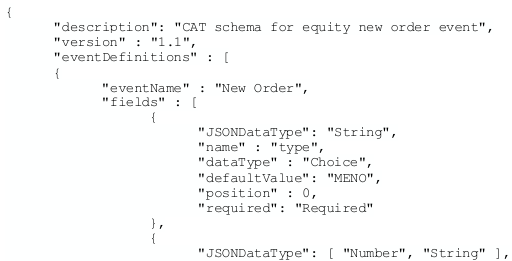 {
"description": "CAT schema for equity new order event",
"version" : "1.1",
"eventDefinitions" : [
{
"eventName" : "New Order",
"fields" : [
{
"JSONDataType": "String",
"name" : "type",
"dataType" : "Choice",
"defaultValue": "MENO",
"position" : 0,
"required": "Required"
},
{
"JSONDataType": [ "Number", "String" ],